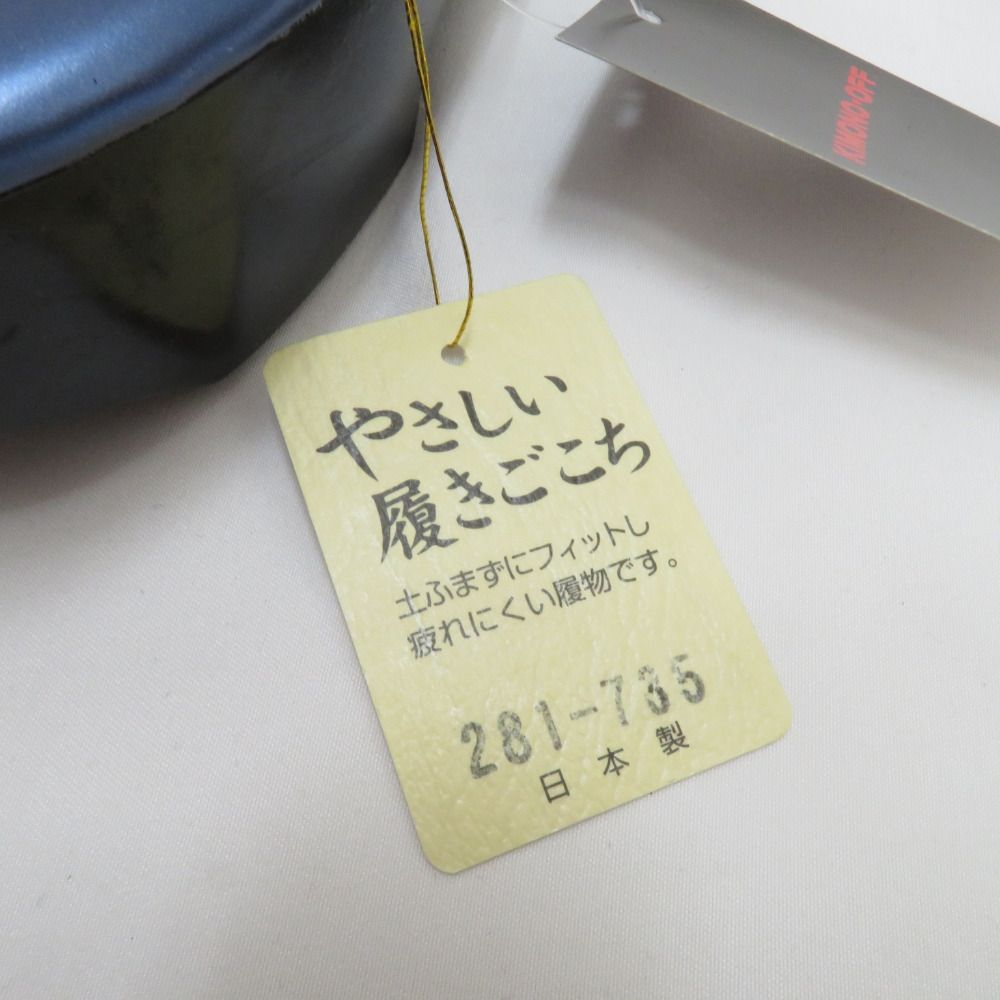 KIMONO-OFF
やさしい
履きごこち
土ふまずにフィットし
疲れにくい履物です。
281-735
日本製